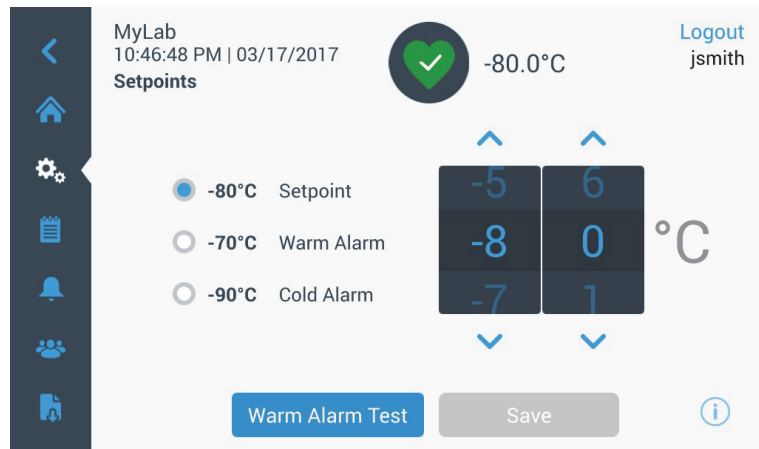 MyLab
10:46:48 PM | 03/17/2017
Setpoints
-80.0°C
Logout
jsmith
-80°C Setpoint
-70°C Warm Alarm
-90°C Cold Alarm
-5 6
-8 0 °C
-7 1
Warm Alarm Test
Save
i